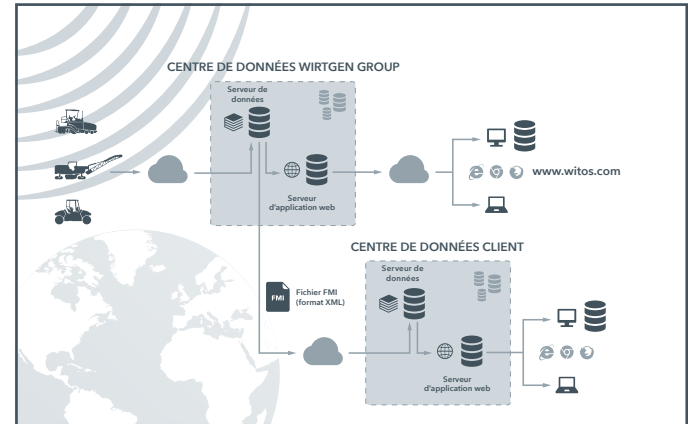 CENTRE DE DONNÉES WIRTGEN GROUP
Serveur de
données
www.witos.com
Serveur
d'application web
CENTRE DE DONNÉES CLIENT
Serveur de
données
FMI
Fichier FMI
(format XML)
Serveur
d'application web